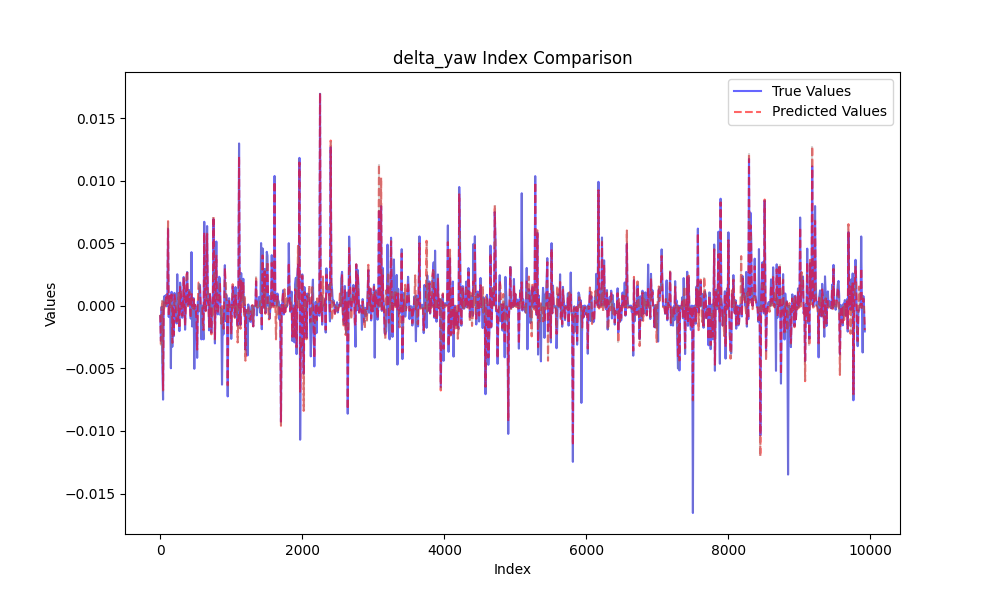 delta_yaw Index Comparison
True Values
Predicted Values
0.015
0.010
0.005
0.000
−0.005
−0.010
−0.015
Values
0 2000 4000 6000 8000 10000
Index